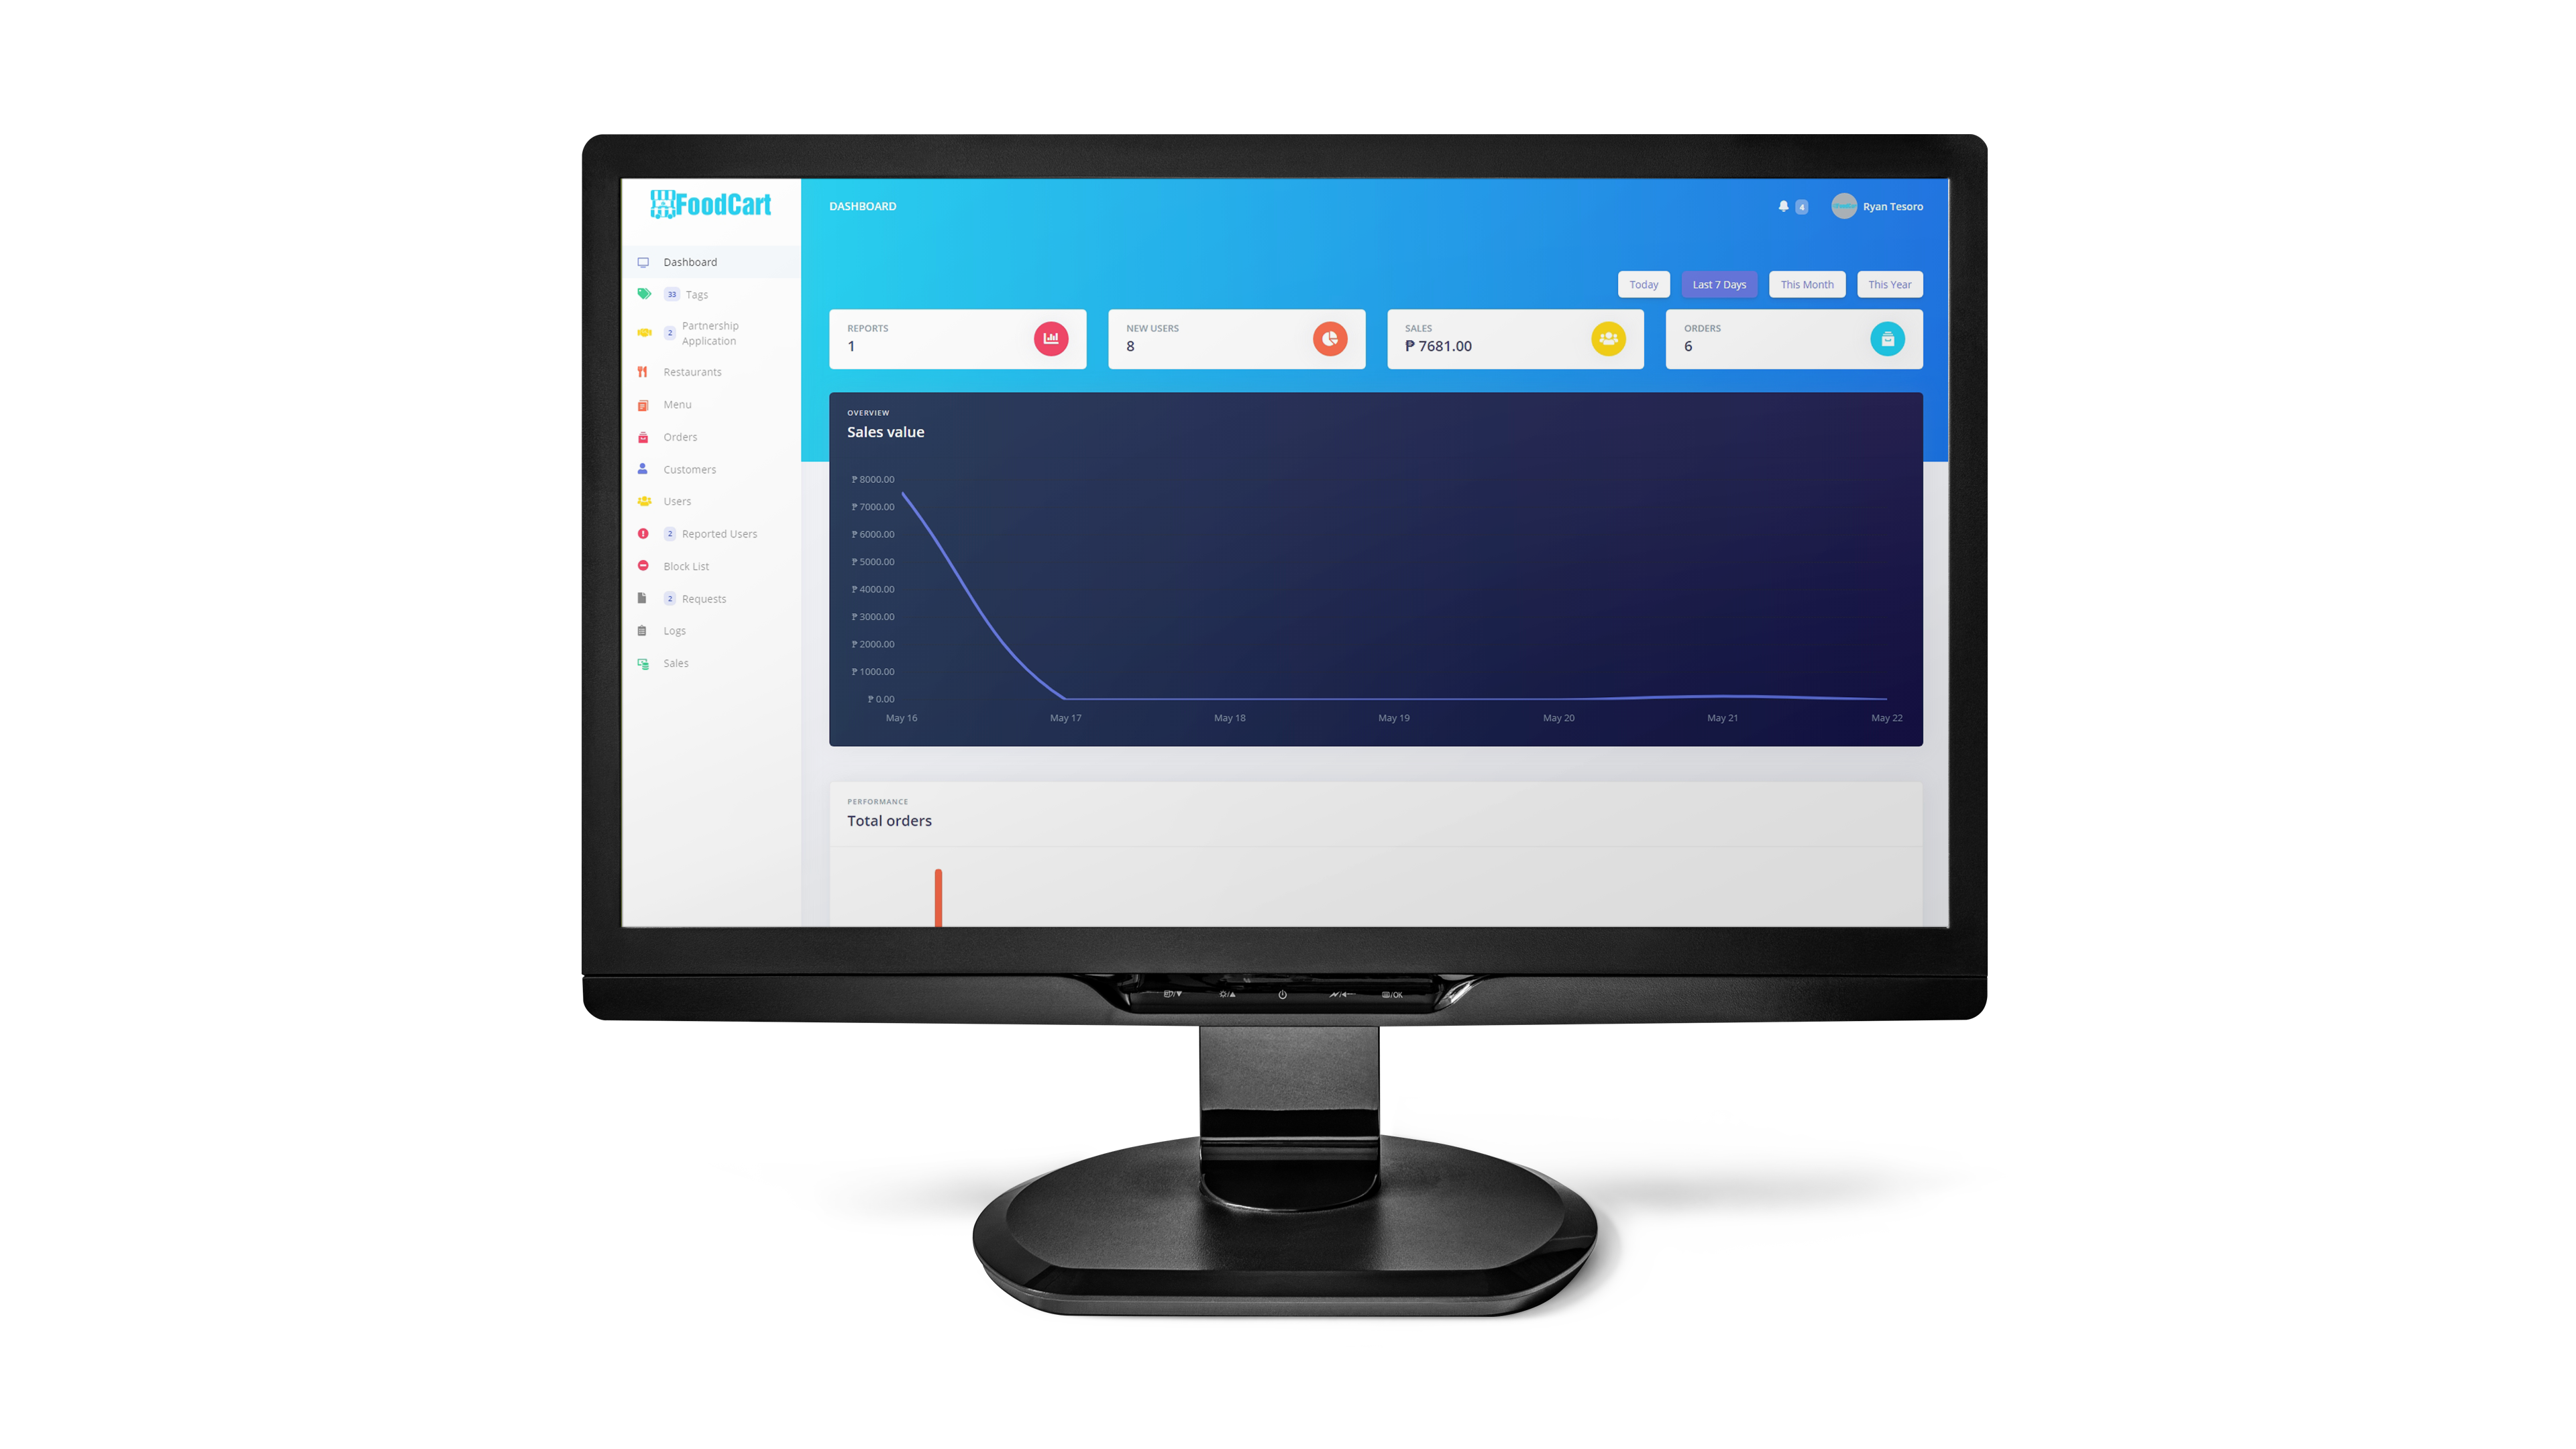 FoodCart
Dashboard
33 Tags
2 Partnership
Application
Restaurants
Menu
Orders
Customers
Users
2 Reported Users
Block List
2 Requests
Logs
Sales
DASHBOARD
4
Ryan Tesoro
Today
Last 7 Days
This Month
This Year
REPORTS
1
NEW USERS
8
SALES
₱ 7681.00
ORDERS
6
OVERVIEW
Sales value
₱ 8000.00
₱ 7000.00
₱ 6000.00
₱ 5000.00
₱ 4000.00
₱ 3000.00
₱ 2000.00
₱ 1000.00
₱ 0.00
May 16
May 17
May 18
May 19
May 20
May 21
May 22
PERFORMANCE
Total orders
/OK